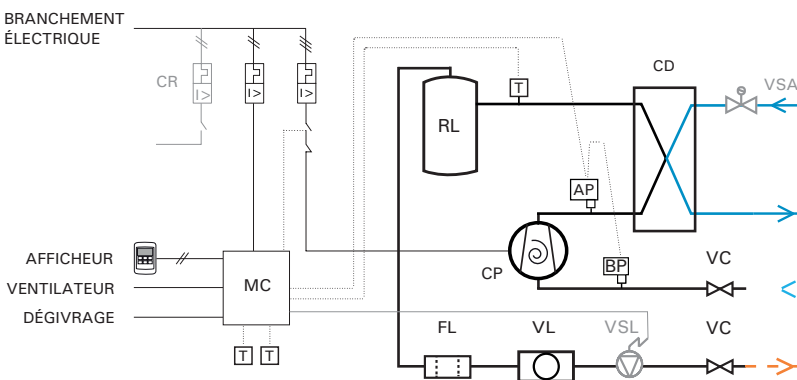 BRANCHEMENT
ÉLECTRIQUE
CR
I>
I>
I>
T
CD
VSA
RL
AP
CP
BP
VC
AFFICHEUR
VENTILATEUR
DÉGIVRAGE
MC
T
T
FL
VL
VSL
VC